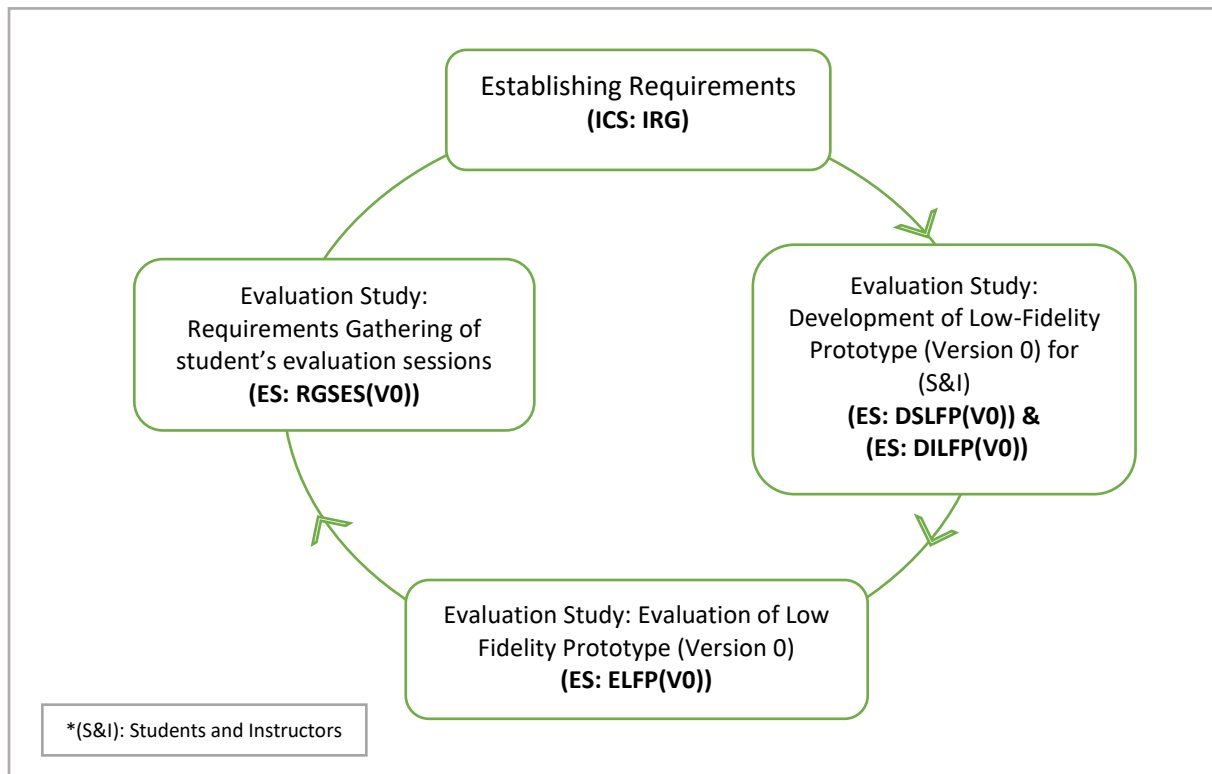 Establishing Requirements
(ICS: IRG)
Evaluation Study:
Development of Low-Fidelity
Prototype (Version 0) for
(S&I)
(ES: DSLFP(V0)) &
(ES: DILFP(V0))
Evaluation Study: Evaluation of Low
Fidelity Prototype (Version 0)
(ES: ELFP(V0))
Evaluation Study:
Requirements Gathering of
student’s evaluation sessions
(ES: RGSES(V0))
*(S&I): Students and Instructors